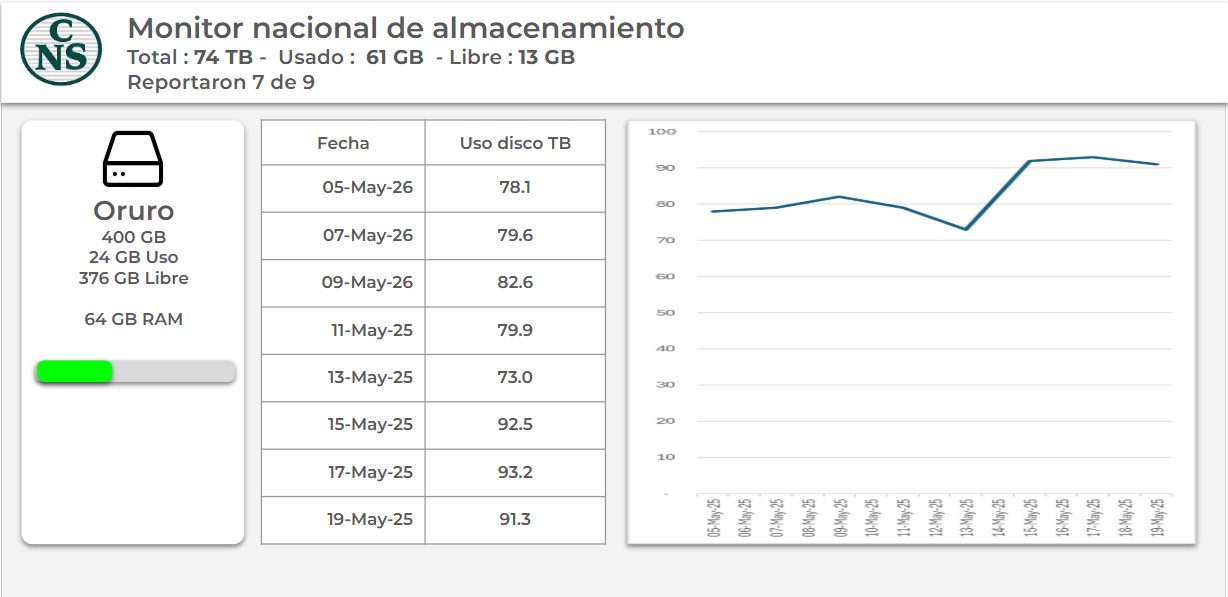 CNS
Monitor nacional de almacenamiento
Total : 74 TB - Usado : 61 GB - Libre : 13 GB
Reportaron 7 de 9
Oruro
400 GB
24 GB Uso
376 GB Libre
64 GB RAM
Fecha Uso disco TB
05-May-26 78.1
07-May-26 79.6
09-May-26 82.6
11-May-25 79.9
13-May-25 73.0
15-May-25 92.5
17-May-25 93.2
19-May-25 91.3
100
90
80
70
60
50
40
30
20
10
-
05-May-25
06-May-25
07-May-25
08-May-25
09-May-25
10-May-25
11-May-25
12-May-25
13-May-25
14-May-25
15-May-25
16-May-25
17-May-25
18-May-25
19-May-25